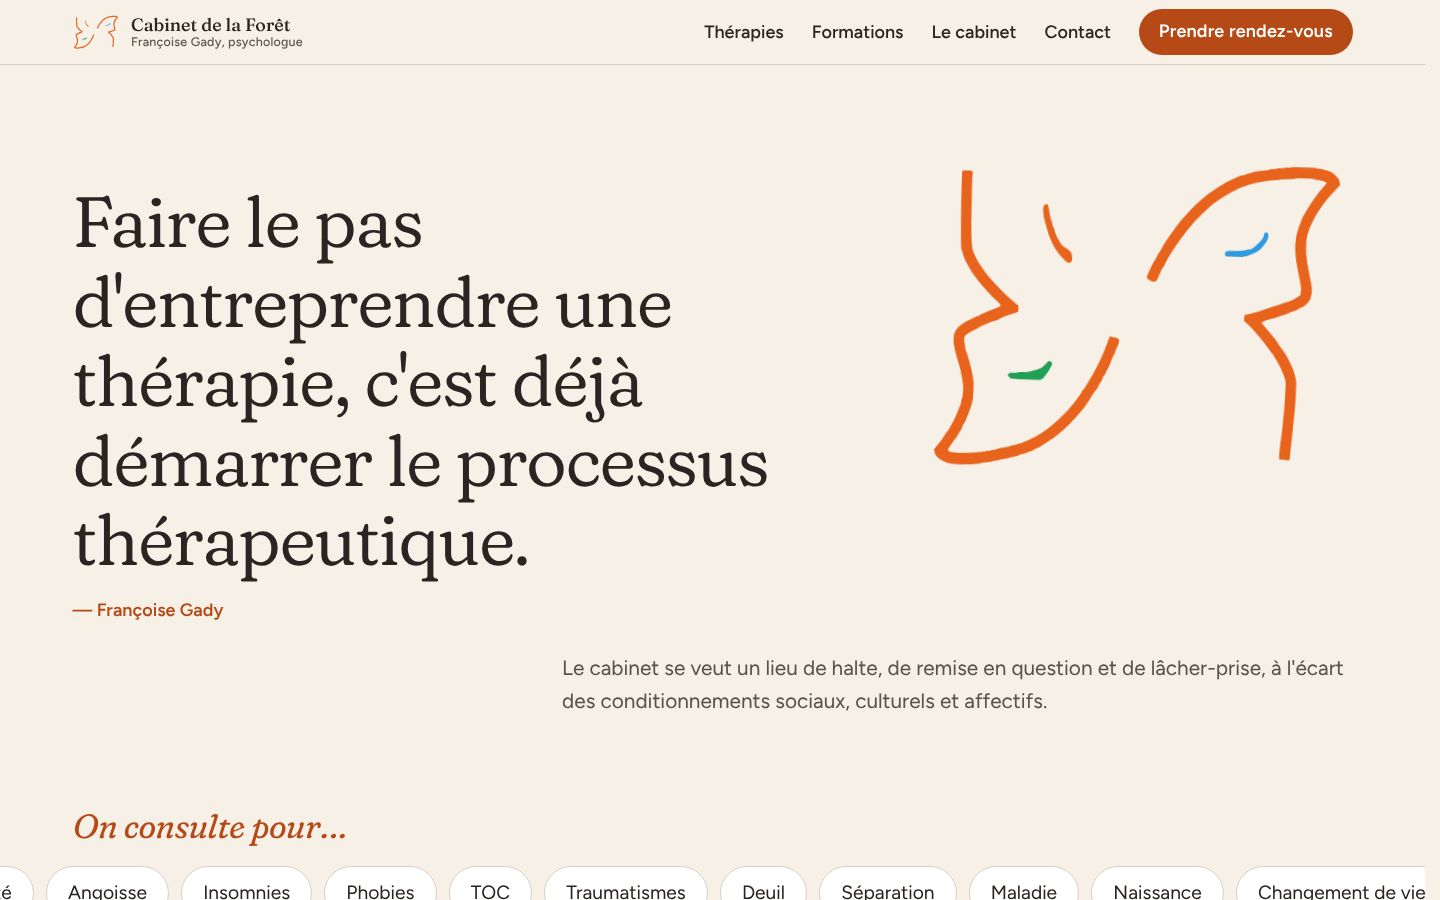 Cabinet de la Forêt
Françoise Gady, psychologue
Thérapies
Formations
Le cabinet
Contact
Prendre rendez-vous
Faire le pas
d'entreprendre une
thérapie, c'est déjà
démarrer le processus
thérapeutique.
— Françoise Gady
Le cabinet se veut un lieu de halte, de remise en question et de lâcher-prise, à l'écart
des conditionnements sociaux, culturels et affectifs.
On consulte pour...
Angoisse
Insomnies
Phobies
TOC
Traumatismes
Deuil
Séparation
Maladie
Naissance
Changement de vie